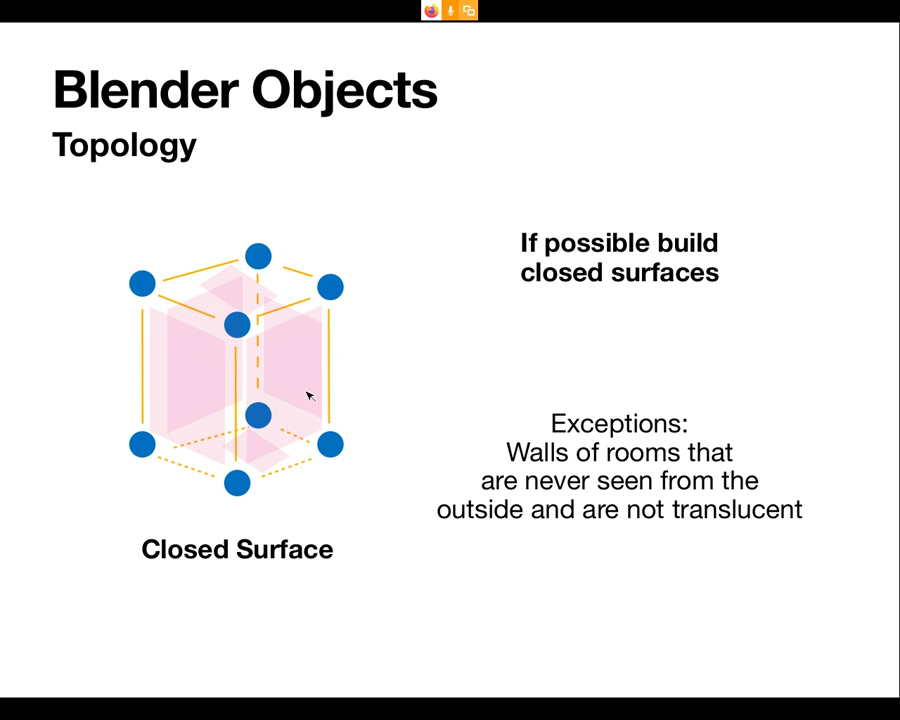 Blender Objects
Topology
If possible build
closed surfaces
Exceptions:
Walls of rooms that
are never seen from the
outside and are not translucent
Closed Surface